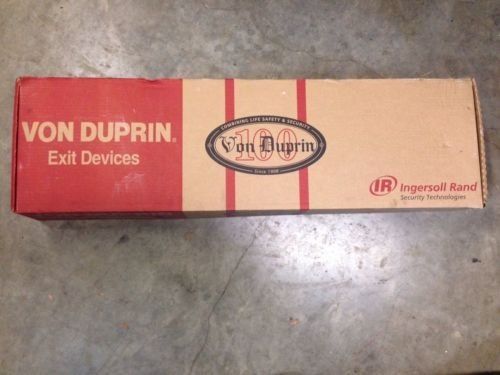 VON DUPRIN®
Exit Devices
COMBINING LIFE SAFETY & SECURITY
100
Von Duprin
Since 1908
IR Ingersoll Rand
Security Technologies